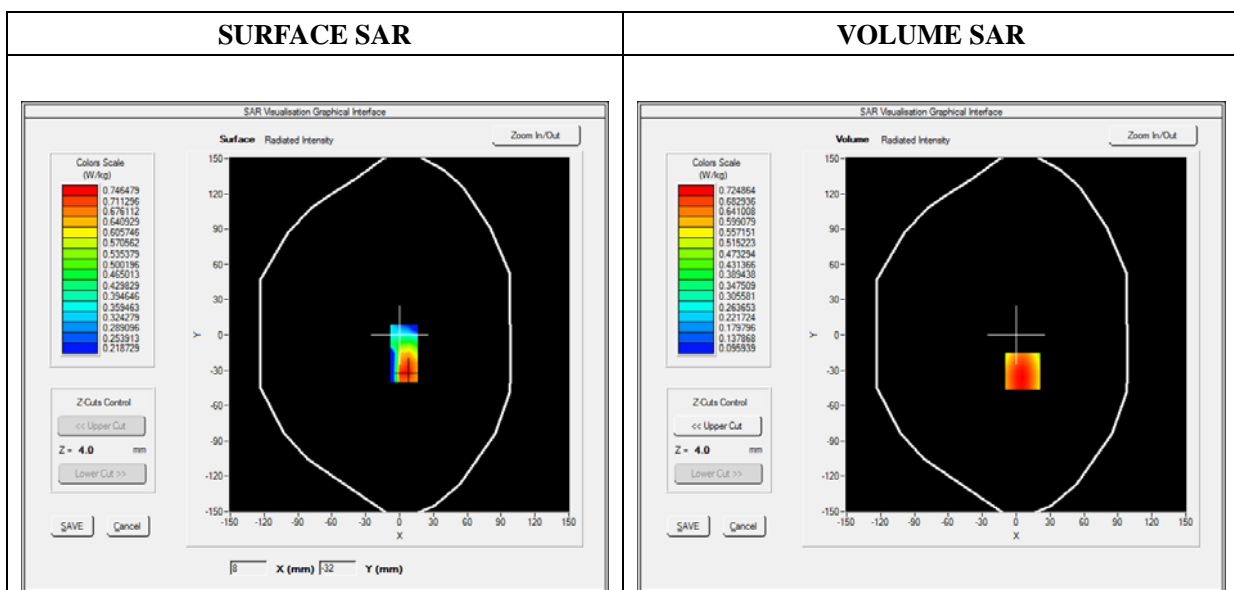 SURFACE SAR
VOLUME SAR
SAR Visualisation Graphical Interface
Surface Radiated Intensity
Zoom In/Out
Colors Scale
(W/kg)
0.746479
0.711296
0.676112
0.640929
0.605746
0.570562
0.535379
0.500196
0.465013
0.429829
0.394646
0.359463
0.324279
0.289096
0.253913
0.218729
Z-Cuts Control
<< Upper Cut
Z = 4.0 mm
Lower Cut >>
SAVE Cancel
150
120
90
60
30
Y 0
-30
-60
-90
-120
-150
-150 -120 -90 -60 -30 0 30 60 90 120 150
X
8 X (mm) -32 Y (mm)
SAR Visualisation Graphical Interface
Volume Radiated Intensity
Zoom In/Out
Colors Scale
(W/kg)
0.724864
0.682936
0.641008
0.599079
0.557151
0.515223
0.473294
0.431366
0.389438
0.347509
0.305581
0.263653
0.221724
0.179796
0.137868
0.095939
Z-Cuts Control
<< Upper Cut
Z = 4.0 mm
Lower Cut >>
SAVE Cancel
150
120
90
60
30
Y 0
-30
-60
-90
-120
-150
-150 -120 -90 -60 -30 0 30 60 90 120 150
X